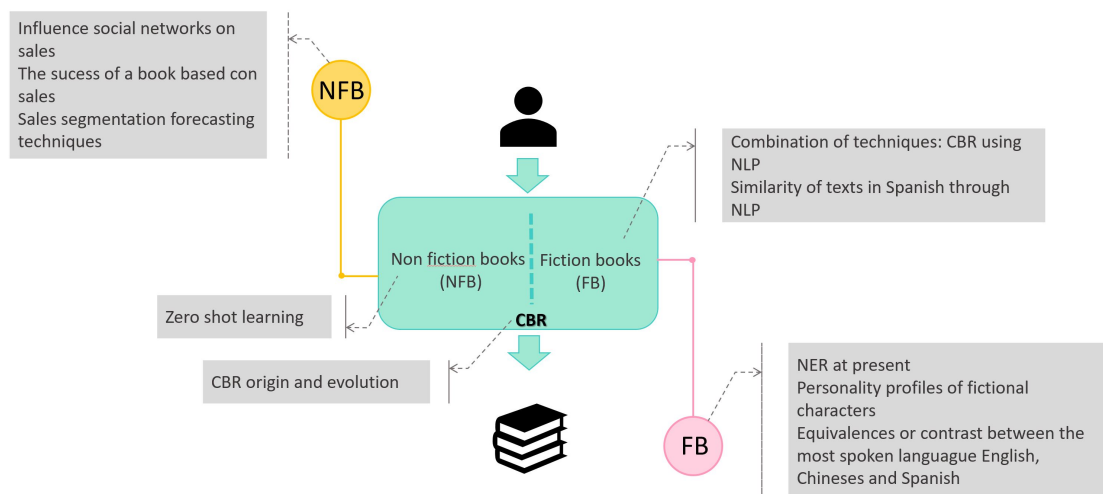 Influence social networks on
sales
The sucess of a book based con
sales
Sales segmentation forecasting
techniques
NFB
Combination of techniques: CBR using
NLP
Similarity of texts in Spanish through
NLP
Non fiction books
(NFB)
Fiction books
(FB)
CBR
Zero shot learning
CBR origin and evolution
NER at present
Personality profiles of fictional
characters
Equivalences or contrast between the
most spoken languague English,
Chineses and Spanish
FB